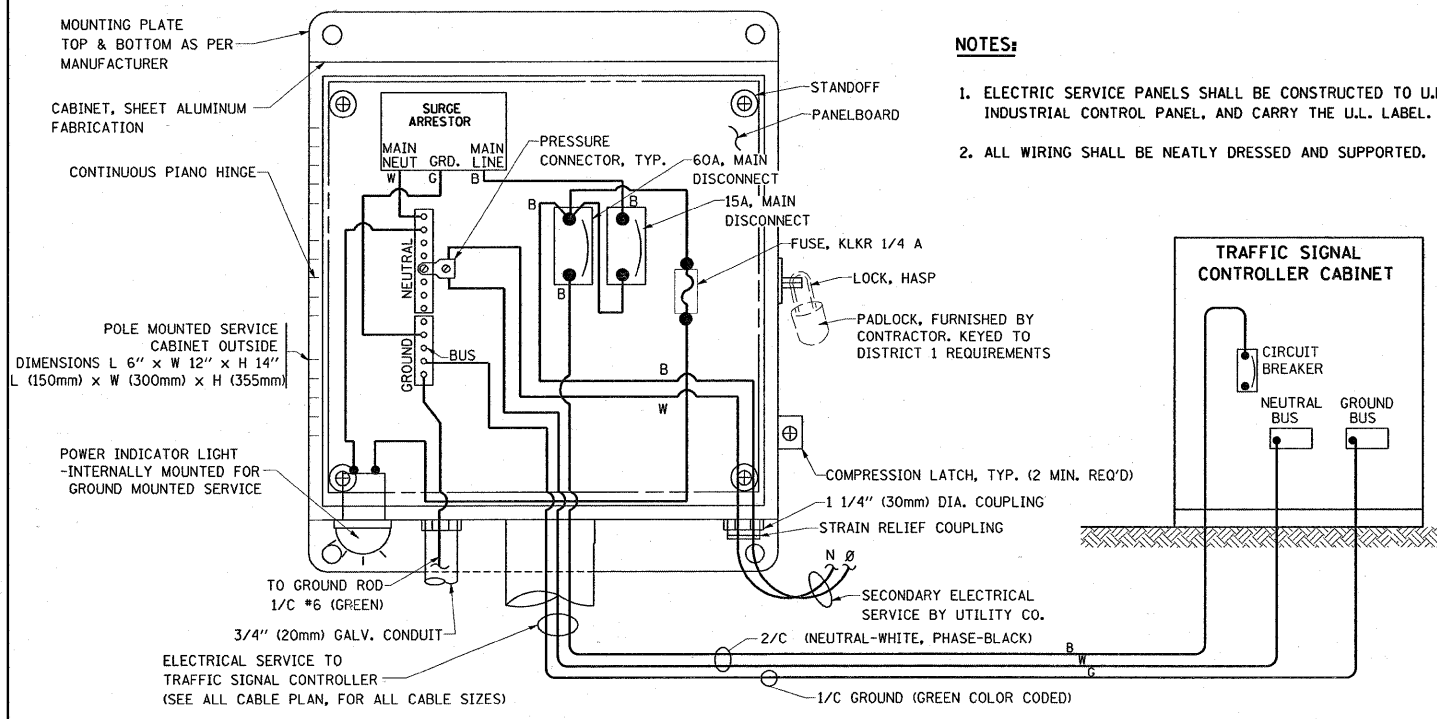 MOUNTING PLATE
TOP & BOTTOM AS PER
MANUFACTURER
CABINET, SHEET ALUMINUM
FABRICATION
CONTINUOUS PIANO HINGE
POLE MOUNTED SERVICE
CABINET OUTSIDE
DIMENSIONS L 6" x W 12" x H 14"
L (150mm) x W (300mm) x H (355mm)
POWER INDICATOR LIGHT
-INTERNALLY MOUNTED FOR
GROUND MOUNTED SERVICE
SURGE
ARRESTOR
MAIN
NEUT
GRD.
MAIN
LINE
W
G
B
PRESSURE
CONNECTOR, TYP.
60A, MAIN
DISCONNECT
15A, MAIN
DISCONNECT
STANDOFF
PANELBOARD
B
B
B
NEUTRAL
GROUND
BUS
FUSE, KLKR 1/4 A
LOCK, HASP
PADLOCK, FURNISHED BY
CONTRACTOR. KEYED TO
DISTRICT 1 REQUIREMENTS
B
W
COMPRESSION LATCH, TYP. (2 MIN. REQ'D)
1 1/4" (30mm) DIA. COUPLING
STRAIN RELIEF COUPLING
N Ø
SECONDARY ELECTRICAL
SERVICE BY UTILITY CO.
TO GROUND ROD
1/C #6 (GREEN)
3/4" (20mm) GALV. CONDUIT
ELECTRICAL SERVICE TO
TRAFFIC SIGNAL CONTROLLER
(SEE ALL CABLE PLAN, FOR ALL CABLE SIZES)
2/C (NEUTRAL-WHITE, PHASE-BLACK)
B
W
G
1/C GROUND (GREEN COLOR CODED)
NOTES:
1. ELECTRIC SERVICE PANELS SHALL BE CONSTRUCTED TO U.
INDUSTRIAL CONTROL PANEL, AND CARRY THE U.L. LABEL.
2. ALL WIRING SHALL BE NEATLY DRESSED AND SUPPORTED.
TRAFFIC SIGNAL
CONTROLLER CABINET
CIRCUIT
BREAKER
NEUTRAL
BUS
GROUND
BUS